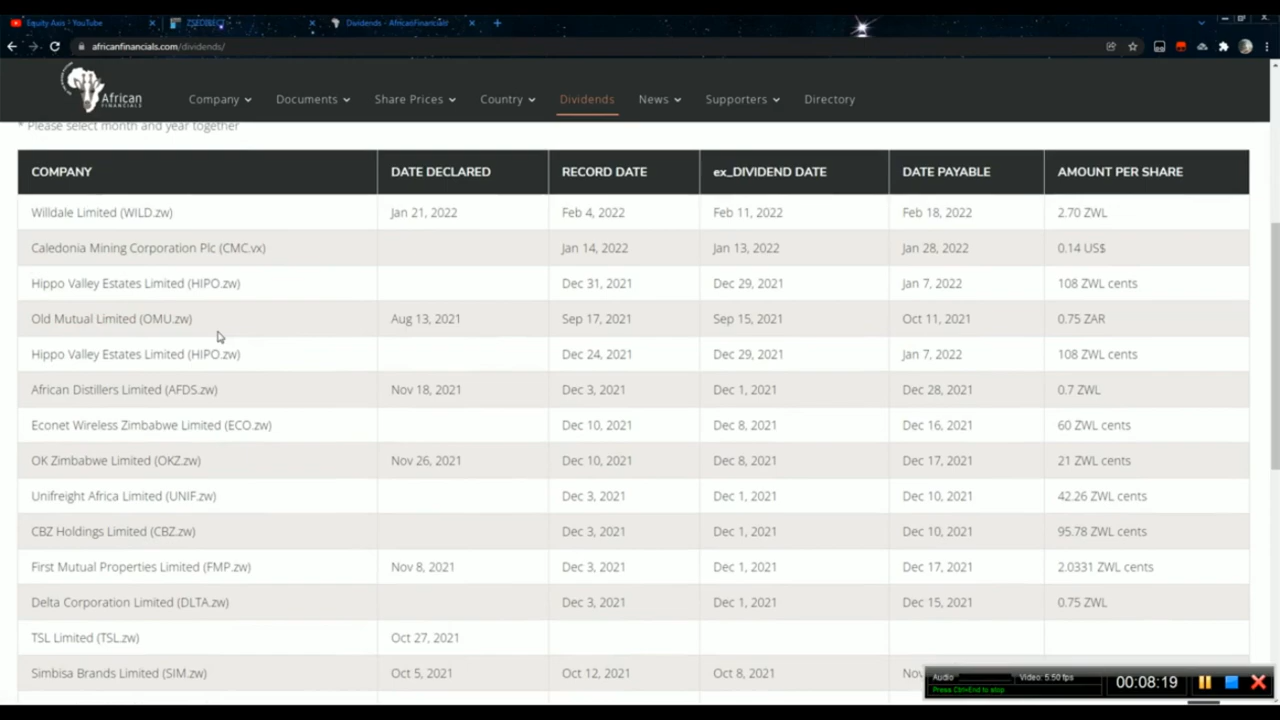 Equity Axis - YouTube
ZSEDIRECT
Dividends - AfricanFinancials
africanfinancials.com/dividends/
African
FINANCIALS
Company Documents Share Prices Country Dividends News Supporters Directory
* Please select month and year together
COMPANY DATE DECLARED RECORD DATE ex_DIVIDEND DATE DATE PAYABLE AMOUNT PER SHARE
Willdale Limited (WILD.zw) Jan 21, 2022 Feb 4, 2022 Feb 11, 2022 Feb 18, 2022 2.70 ZWL
Caledonia Mining Corporation Plc (CMC.vx) Jan 14, 2022 Jan 13, 2022 Jan 28, 2022 0.14 US$
Hippo Valley Estates Limited (HIPO.zw) Dec 31, 2021 Dec 29, 2021 Jan 7, 2022 108 ZWL cents
Old Mutual Limited (OMU.zw) Aug 13, 2021 Sep 17, 2021 Sep 15, 2021 Oct 11, 2021 0.75 ZAR
Hippo Valley Estates Limited (HIPO.zw) Dec 24, 2021 Dec 29, 2021 Jan 7, 2022 108 ZWL cents
African Distillers Limited (AFDS.zw) Nov 18, 2021 Dec 3, 2021 Dec 1, 2021 Dec 28, 2021 0.7 ZWL
Econet Wireless Zimbabwe Limited (ECO.zw) Dec 10, 2021 Dec 8, 2021 Dec 16, 2021 60 ZWL cents
OK Zimbabwe Limited (OKZ.zw) Nov 26, 2021 Dec 10, 2021 Dec 8, 2021 Dec 17, 2021 21 ZWL cents
Unifreight Africa Limited (UNIF.zw) Dec 3, 2021 Dec 1, 2021 Dec 10, 2021 42.26 ZWL cents
CBZ Holdings Limited (CBZ.zw) Dec 3, 2021 Dec 1, 2021 Dec 10, 2021 95.78 ZWL cents
First Mutual Properties Limited (FMP.zw) Nov 8, 2021 Dec 3, 2021 Dec 1, 2021 Dec 17, 2021 2.0331 ZWL cents
Delta Corporation Limited (DLTA.zw) Dec 3, 2021 Dec 1, 2021 Dec 15, 2021 0.75 ZWL
TSL Limited (TSL.zw) Oct 27, 2021
Simbisa Brands Limited (SIM.zw) Oct 5, 2021 Oct 12, 2021 Oct 8, 2021
Audio Video: 5.50 fps
Press Ctrl+End to stop
00:08:19